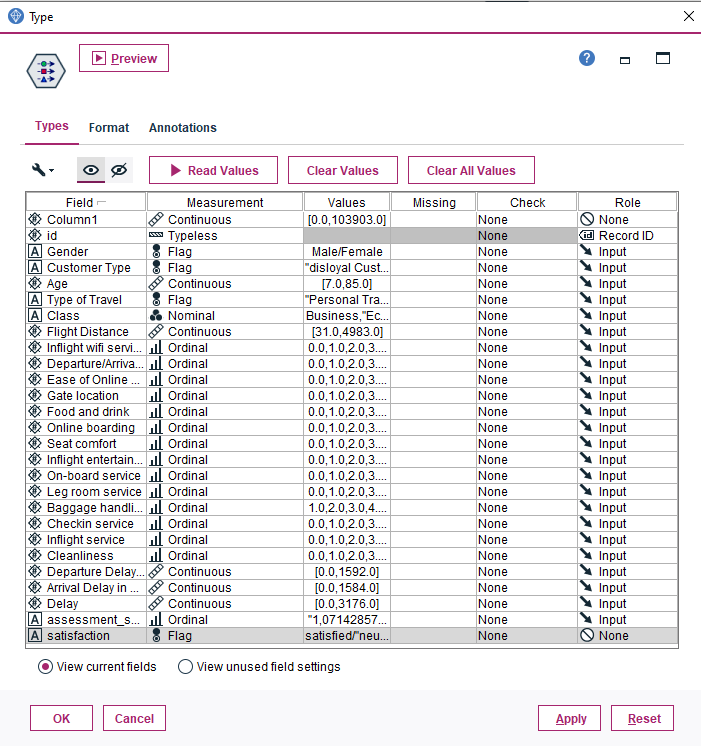 Type
Preview
Types Format Annotations
Read Values Clear Values Clear All Values
Field Measurement Values Missing Check Role
Column1 Continuous [0.0,103903.0] None None
id Typeless None Record ID
A Gender Flag Male/Female None Input
A Customer Type Flag "disloyal Cust... None Input
Age Continuous [7.0,85.0] None Input
A Type of Travel Flag "Personal Tra... None Input
A Class Nominal Business,"Ec... None Input
Flight Distance Continuous [31.0,4983.0] None Input
Inflight wifi servi... Ordinal 0.0,1.0,2.0,3.... None Input
Departure/Arriva... Ordinal 0.0,1.0,2.0,3.... None Input
Ease of Online ... Ordinal 0.0,1.0,2.0,3.... None Input
Gate location Ordinal 0.0,1.0,2.0,3.... None Input
Food and drink Ordinal 0.0,1.0,2.0,3.... None Input
Online boarding Ordinal 0.0,1.0,2.0,3.... None Input
Seat comfort Ordinal 0.0,1.0,2.0,3.... None Input
Inflight entertain... Ordinal 0.0,1.0,2.0,3.... None Input
On-board service Ordinal 0.0,1.0,2.0,3.... None Input
Leg room service Ordinal 0.0,1.0,2.0,3.... None Input
Baggage handli... Ordinal 1.0,2.0,3.0,4.... None Input
Checkin service Ordinal 0.0,1.0,2.0,3.... None Input
Inflight service Ordinal 0.0,1.0,2.0,3.... None Input
Cleanliness Ordinal 0.0,1.0,2.0,3.... None Input
Departure Delay... Continuous [0.0,1592.0] None Input
Arrival Delay in ... Continuous [0.0,1584.0] None Input
Delay Continuous [0.0,3176.0] None Input
A assessment_s... Ordinal "1,07142857... None Input
A satisfaction Flag satisfied/"neu... None None
View current fields View unused field settings
OK Cancel Apply Reset